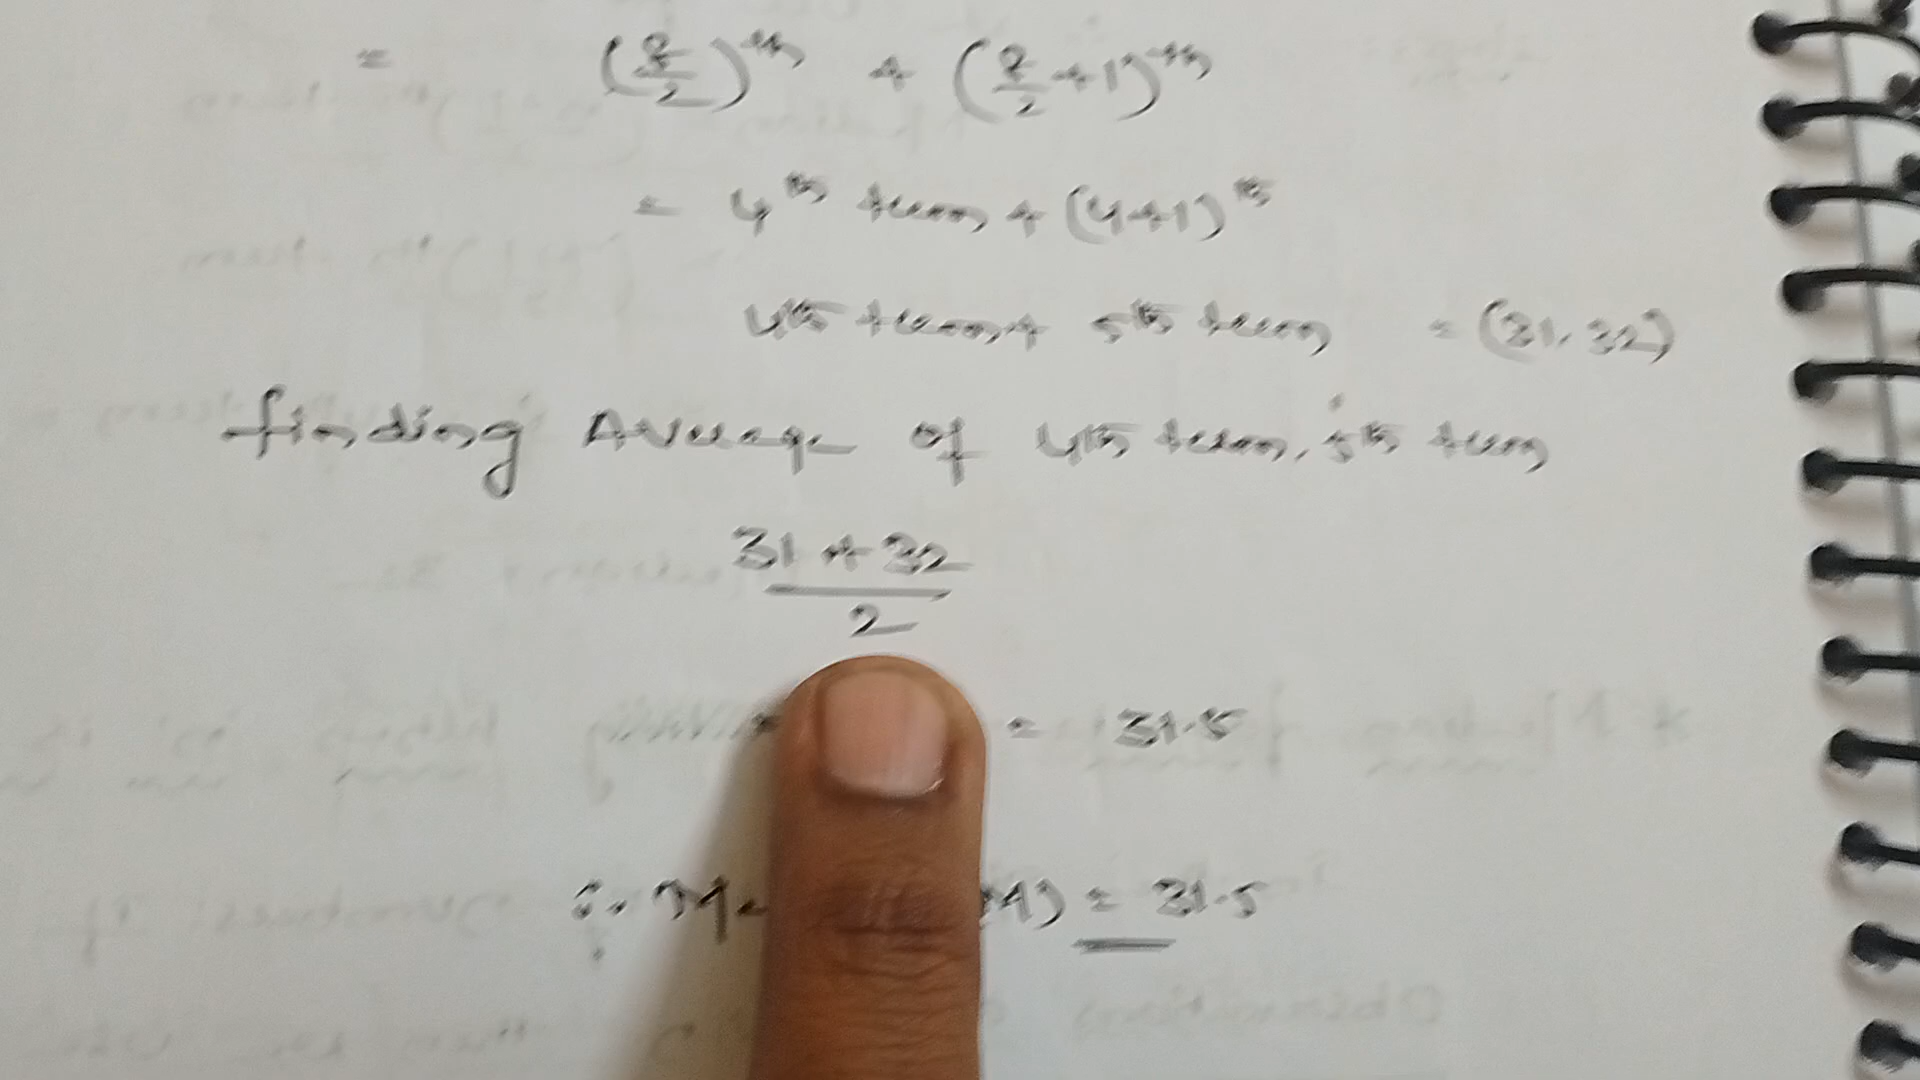 = (8/2)th + (8/2+1)th
= 4th term + (4+1)th
4th term + 5th term = (31, 32)
finding Average of 4th term, 5th term
31 + 32
2
= 31.5
∴ M) = 31.5